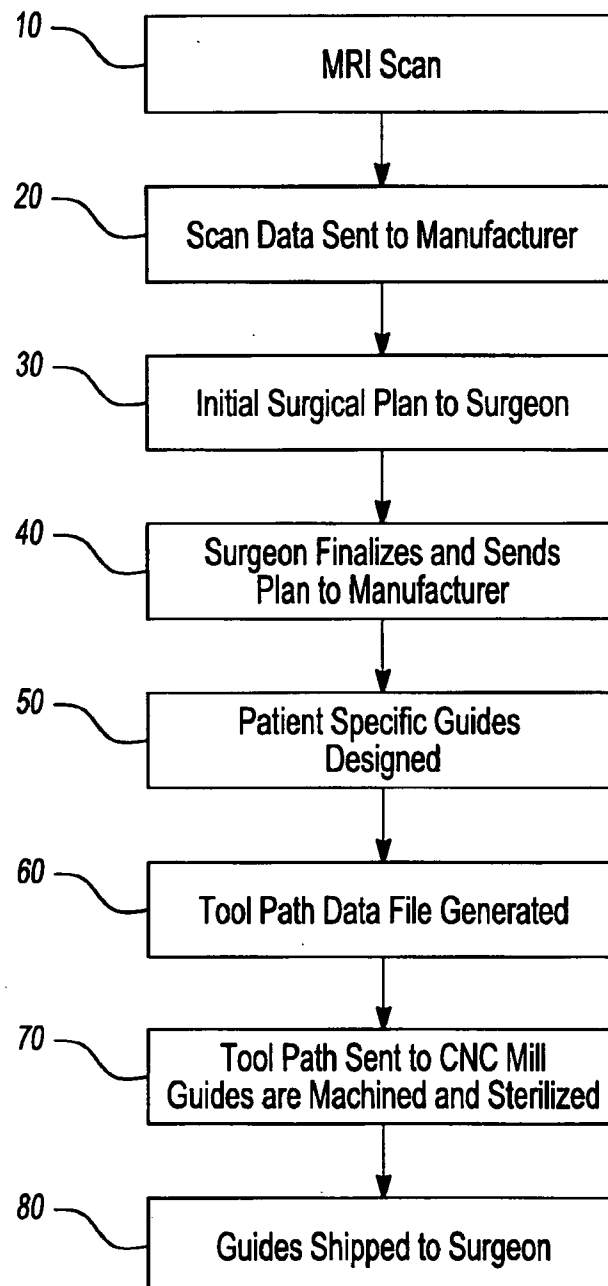 10
MRI Scan
20
Scan Data Sent to Manufacturer
30
Initial Surgical Plan to Surgeon
40
Surgeon Finalizes and Sends
Plan to Manufacturer
50
Patient Specific Guides
Designed
60
Tool Path Data File Generated
70
Tool Path Sent to CNC Mill
Guides are Machined and Sterilized
80
Guides Shipped to Surgeon